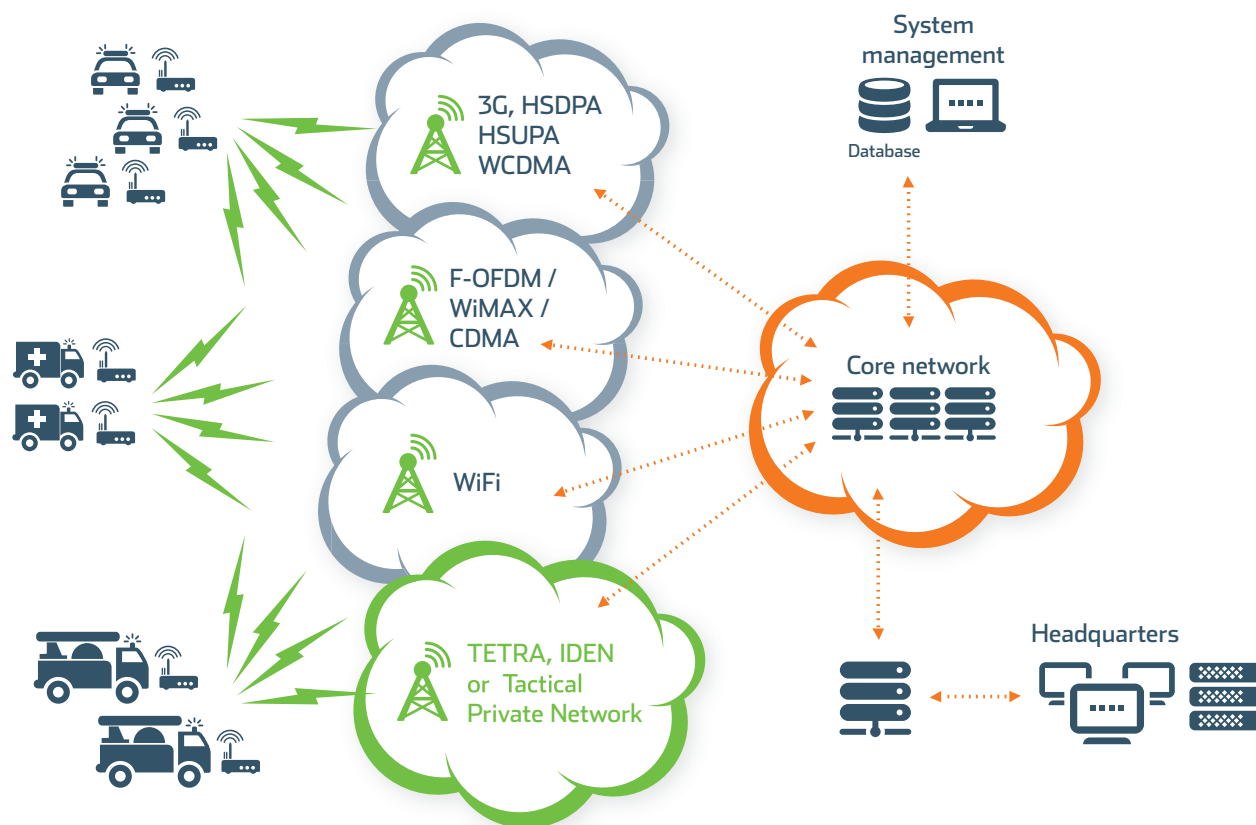 System
management
Database
3G, HSDPA
HSUPA
WCDMA
F-OFDM /
WiMAX /
CDMA
Core network
WiFi
TETRA, IDEN
or Tactical
Private Network
Headquarters